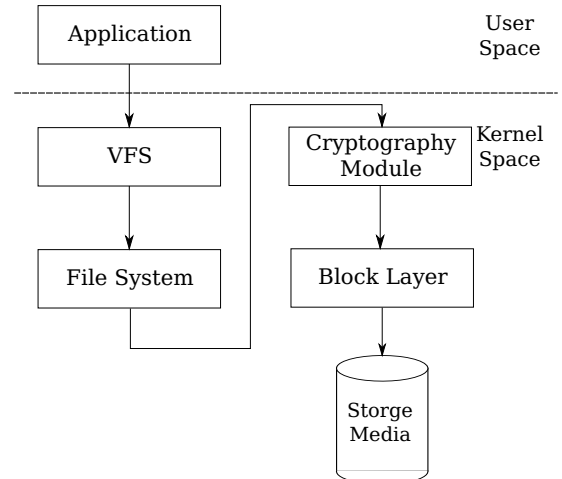 Application
User
Space
VFS
Cryptography
Module
Kernel
Space
File System
Block Layer
Storge
Media